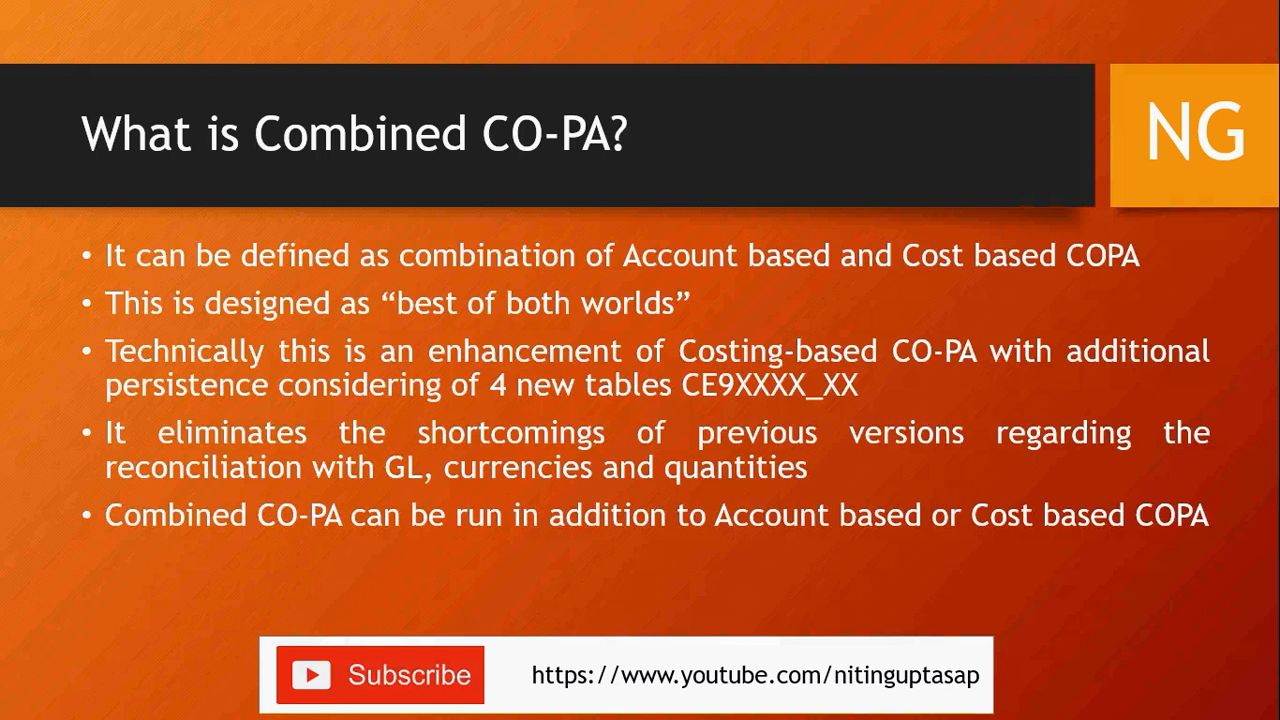 What is Combined CO-PA?
NG
• It can be defined as combination of Account based and Cost based COPA
• This is designed as “best of both worlds”
• Technically this is an enhancement of Costing-based CO-PA with additional
persistence considering of 4 new tables CE9XXXX_XX
• It eliminates the shortcomings of previous versions regarding the
reconciliation with GL, currencies and quantities
• Combined CO-PA can be run in addition to Account based or Cost based COPA
Subscribe
https://www.youtube.com/nitinguptasap